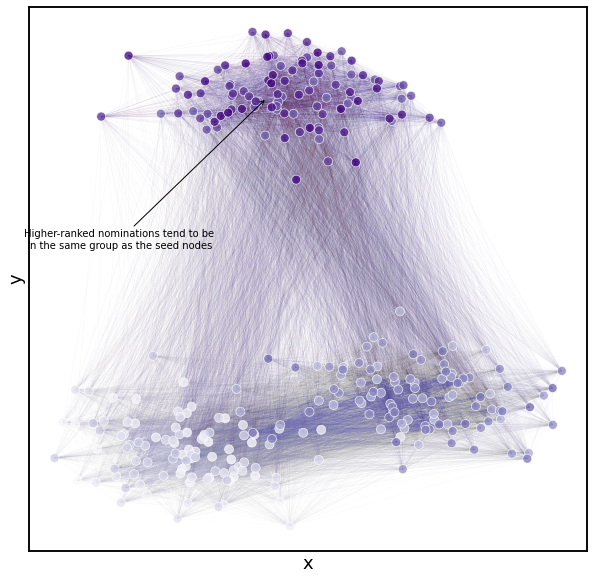 Higher-ranked nominations tend to be
in the same group as the seed nodes
y
x